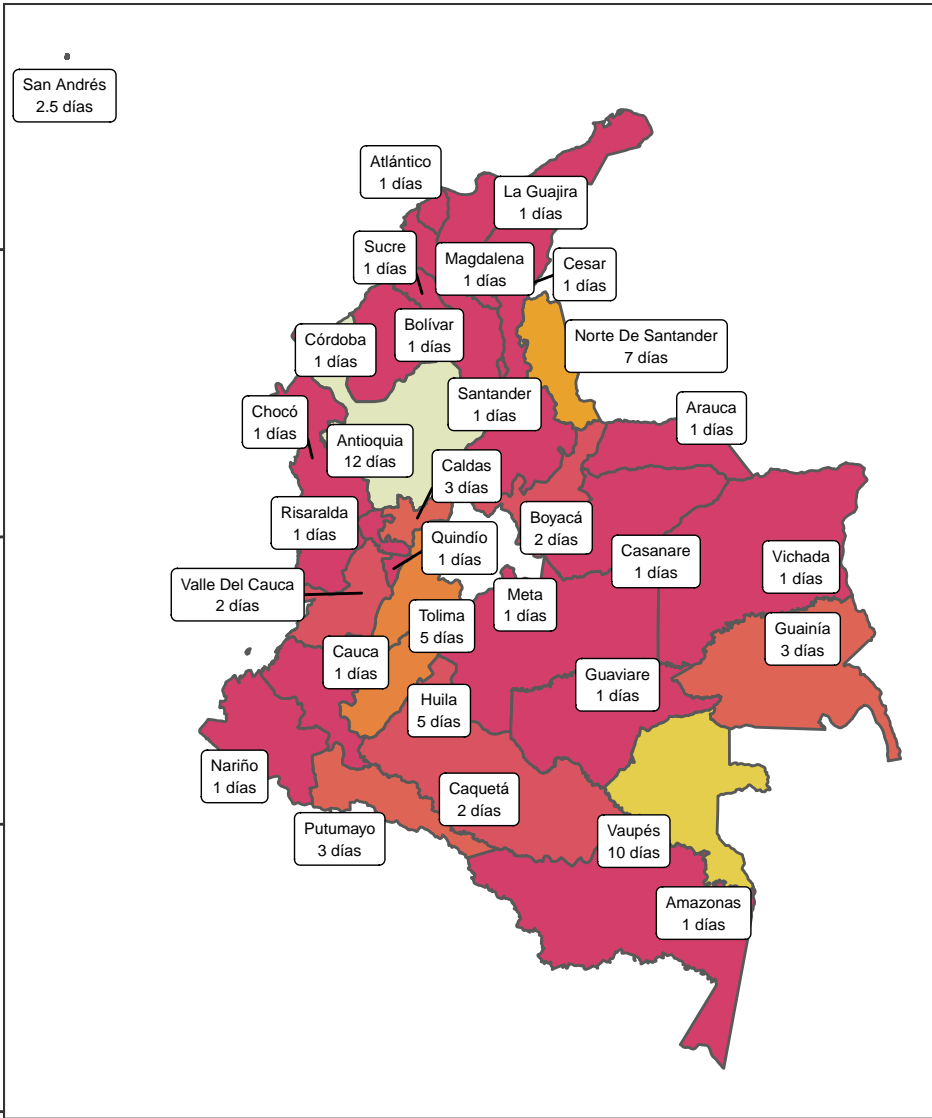 San Andrés
2.5 días
Atlántico
1 días
La Guajira
1 días
Sucre
1 días
Magdalena
1 días
Cesar
1 días
Córdoba
1 días
Bolívar
1 días
Norte De Santander
7 días
Santander
1 días
Chocó
1 días
Arauca
1 días
Antioquia
12 días
Caldas
3 días
Risaralda
1 días
Boyacá
2 días
Quindío
1 días
Casanare
1 días
Vichada
1 días
Valle Del Cauca
2 días
Meta
1 días
Tolima
5 días
Guainía
3 días
Cauca
1 días
Guaviare
1 días
Huila
5 días
Nariño
1 días
Caquetá
2 días
Putumayo
3 días
Vaupés
10 días
Amazonas
1 días